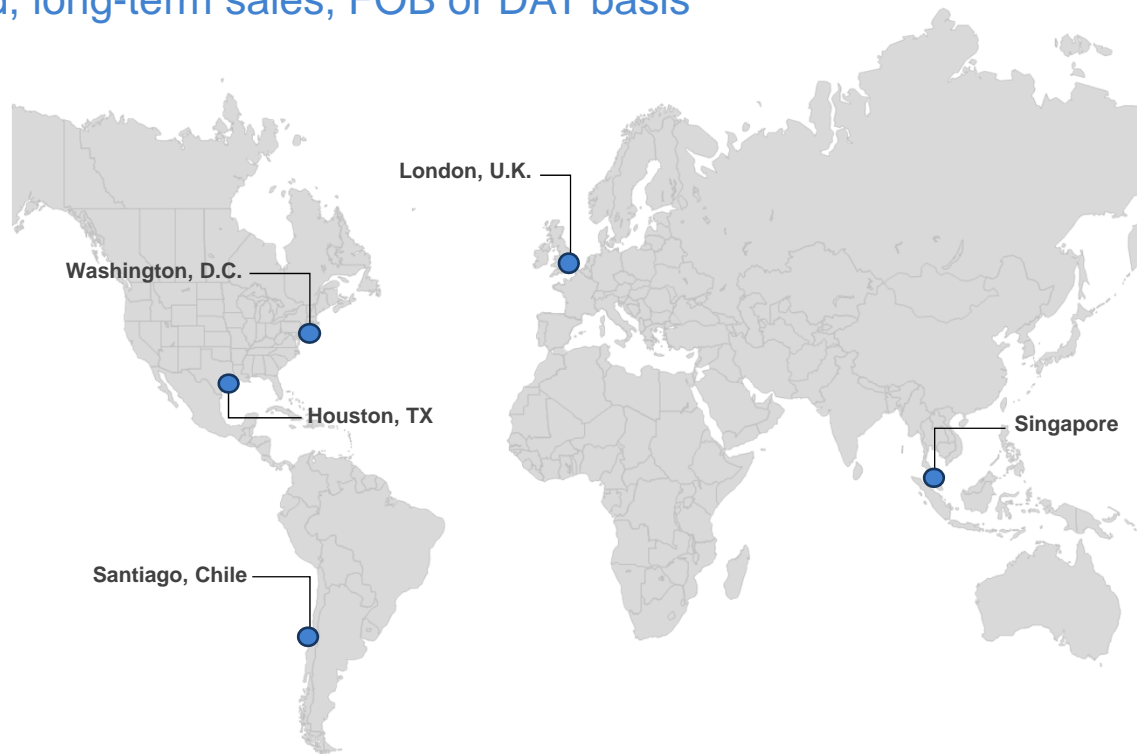 long-term sales, FOB or DAT basis
London, U.K.
Washington, D.C.
Houston, TX
Singapore
Santiago, Chile